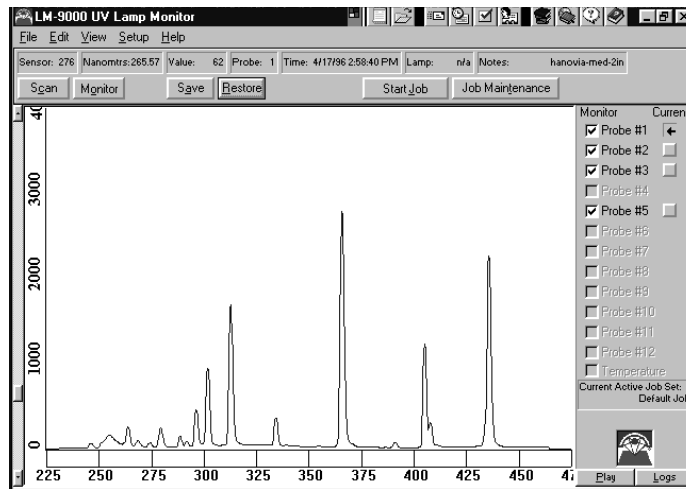 LM-9000 UV Lamp Monitor
File Edit View Setup Help
Sensor: 276 Nanomtrs:265.57 Value: 62 Probe: 1 Time: 4/17/96 2:58:40 PM Lamp: n/a Notes: hanovia-med-2in
Scan Monitor Save Restore Start Job Job Maintenance
Monitor Curren
Probe #1
Probe #2
Probe #3
Probe #4
Probe #5
Probe #6
Probe #7
Probe #8
Probe #9
Probe #10
Probe #11
Probe #12
Temperature
Current Active Job Set:
Default Job
Play Logs
40
3000
2000
1000
0
225 250 275 300 325 350 375 400 425 450 47